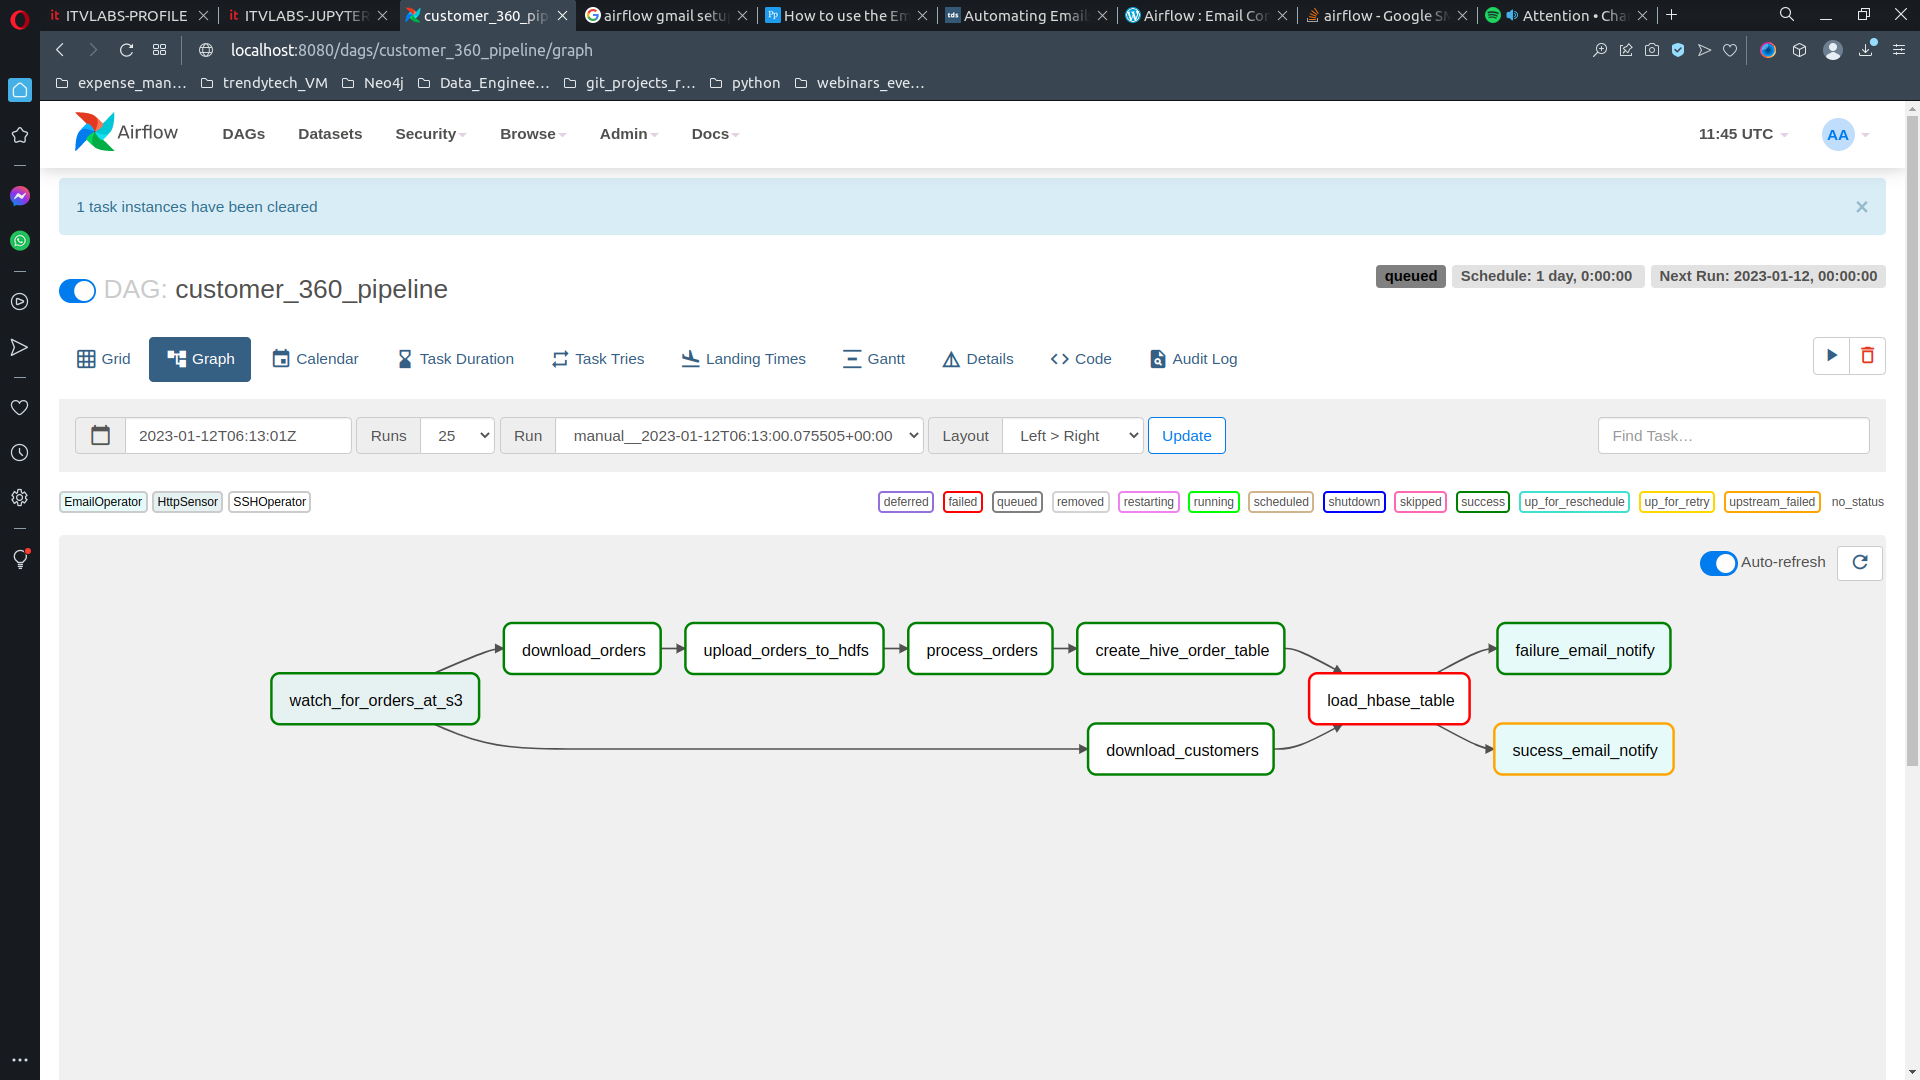 ITVLABS-PROFILE
ITVLABS-JUPYTER
customer_360_pip
airflow gmail setu
How to use the Em
tds Automating Email
Airflow : Email Co
airflow - Google SM
Attention • Cha
localhost:8080/dags/customer_360_pipeline/graph
expense_man... trendytech_VM Neo4j Data_Enginee... git_projects_r... python webinars_eve...
Airflow DAGs Datasets Security Browse Admin Docs 11:45 UTC AA
1 task instances have been cleared ×
DAG: customer_360_pipeline queued Schedule: 1 day, 0:00:00 Next Run: 2023-01-12, 00:00:00
Grid Graph Calendar Task Duration Task Tries Landing Times Gantt Details Code Audit Log
2023-01-12T06:13:01Z Runs 25 Run manual__2023-01-12T06:13:00.075505+00:00 Layout Left > Right Update Find Task...
EmailOperator HttpSensor SSHOperator deferred failed queued removed restarting running scheduled shutdown skipped success up_for_reschedule up_for_retry upstream_failed no_status
Auto-refresh
download_orders upload_orders_to_hdfs process_orders create_hive_order_table failure_email_notify
watch_for_orders_at_s3 load_hbase_table
download_customers sucess_email_notify